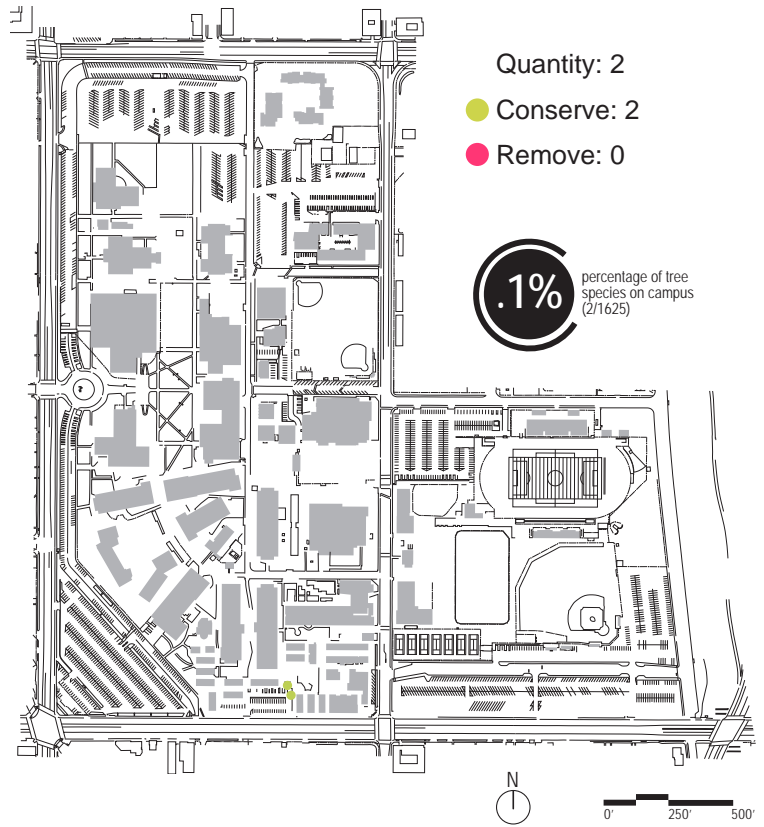 Quantity: 2
Conserve: 2
Remove: 0
.1%
percentage of tree
species on campus
(2/1625)
N
0' 250' 500'